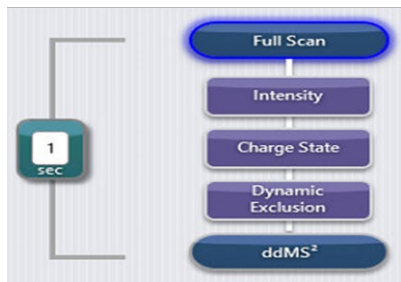 Full Scan
Intensity
Charge State
1
sec
Dynamic
Exclusion
ddMS²